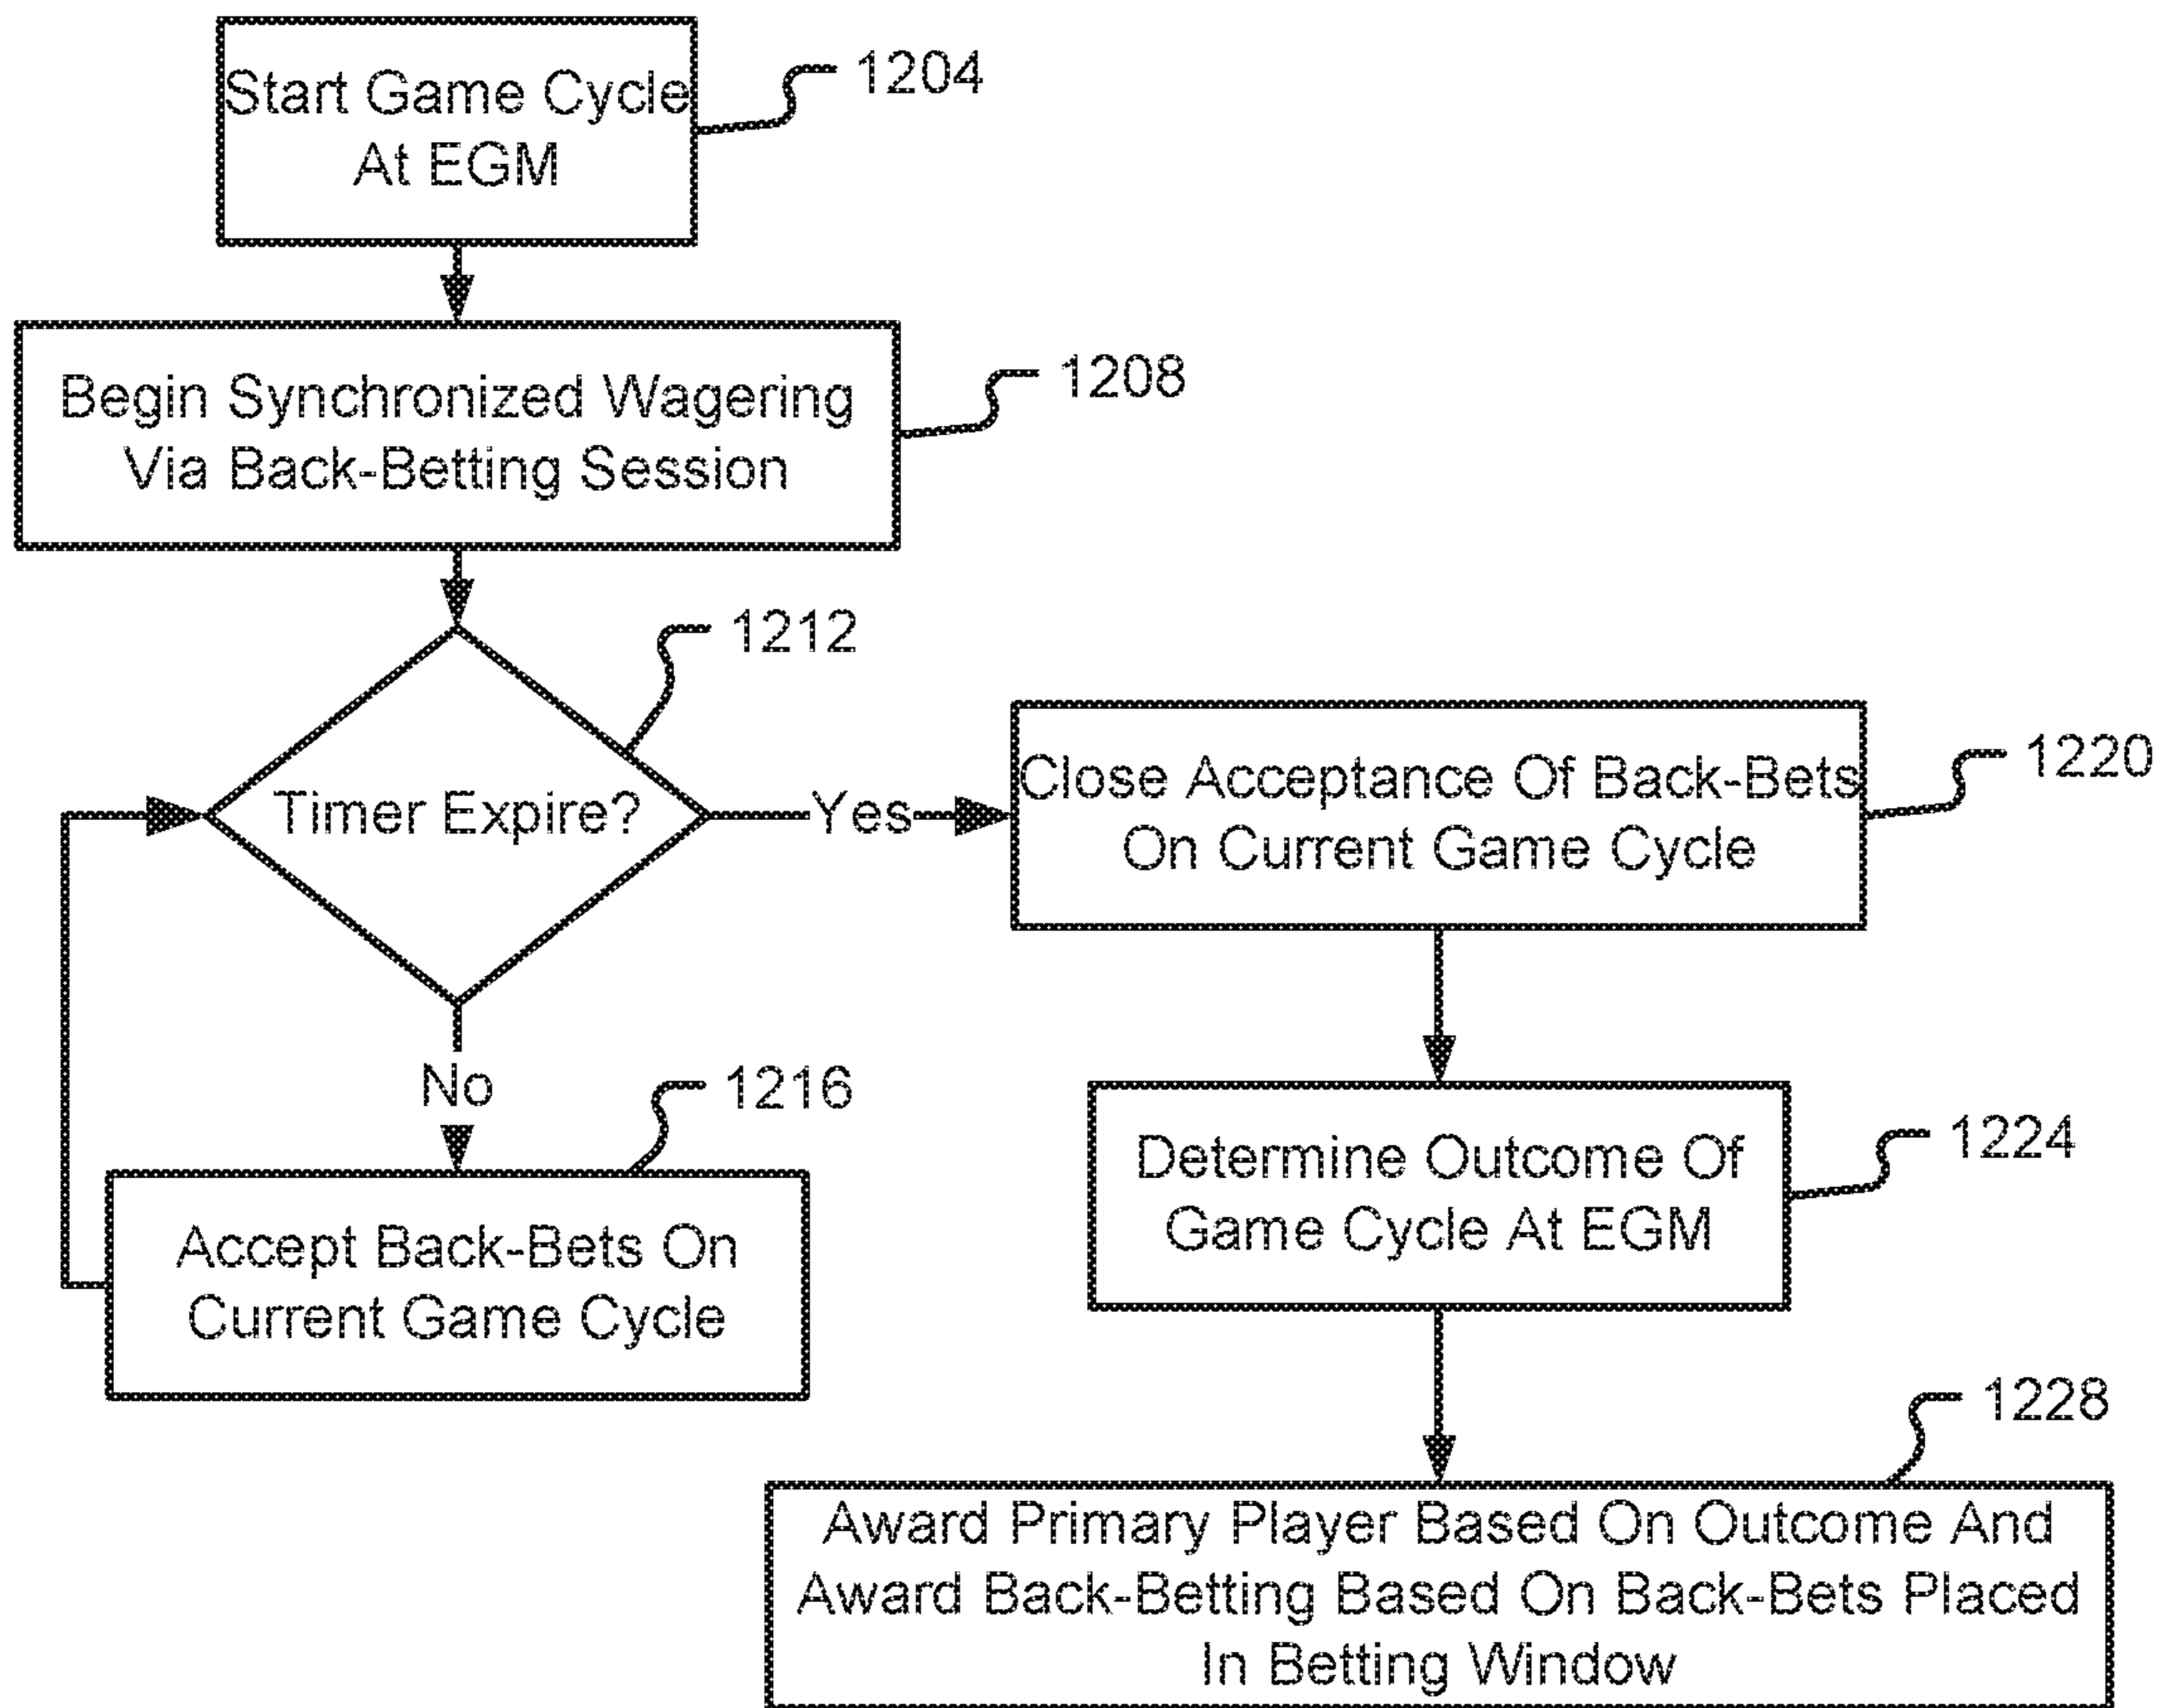 Start Game Cycle
At EGM
1204
Begin Synchronized Wagering
Via Back-Betting Session
1208
Timer Expire?
1212
Yes
No
Accept Back-Bets On
Current Game Cycle
1216
Close Acceptance Of Back-Bets
On Current Game Cycle
1220
Determine Outcome Of
Game Cycle At EGM
1224
Award Primary Player Based On Outcome And
Award Back-Betting Based On Back-Bets Placed
In Betting Window
1228